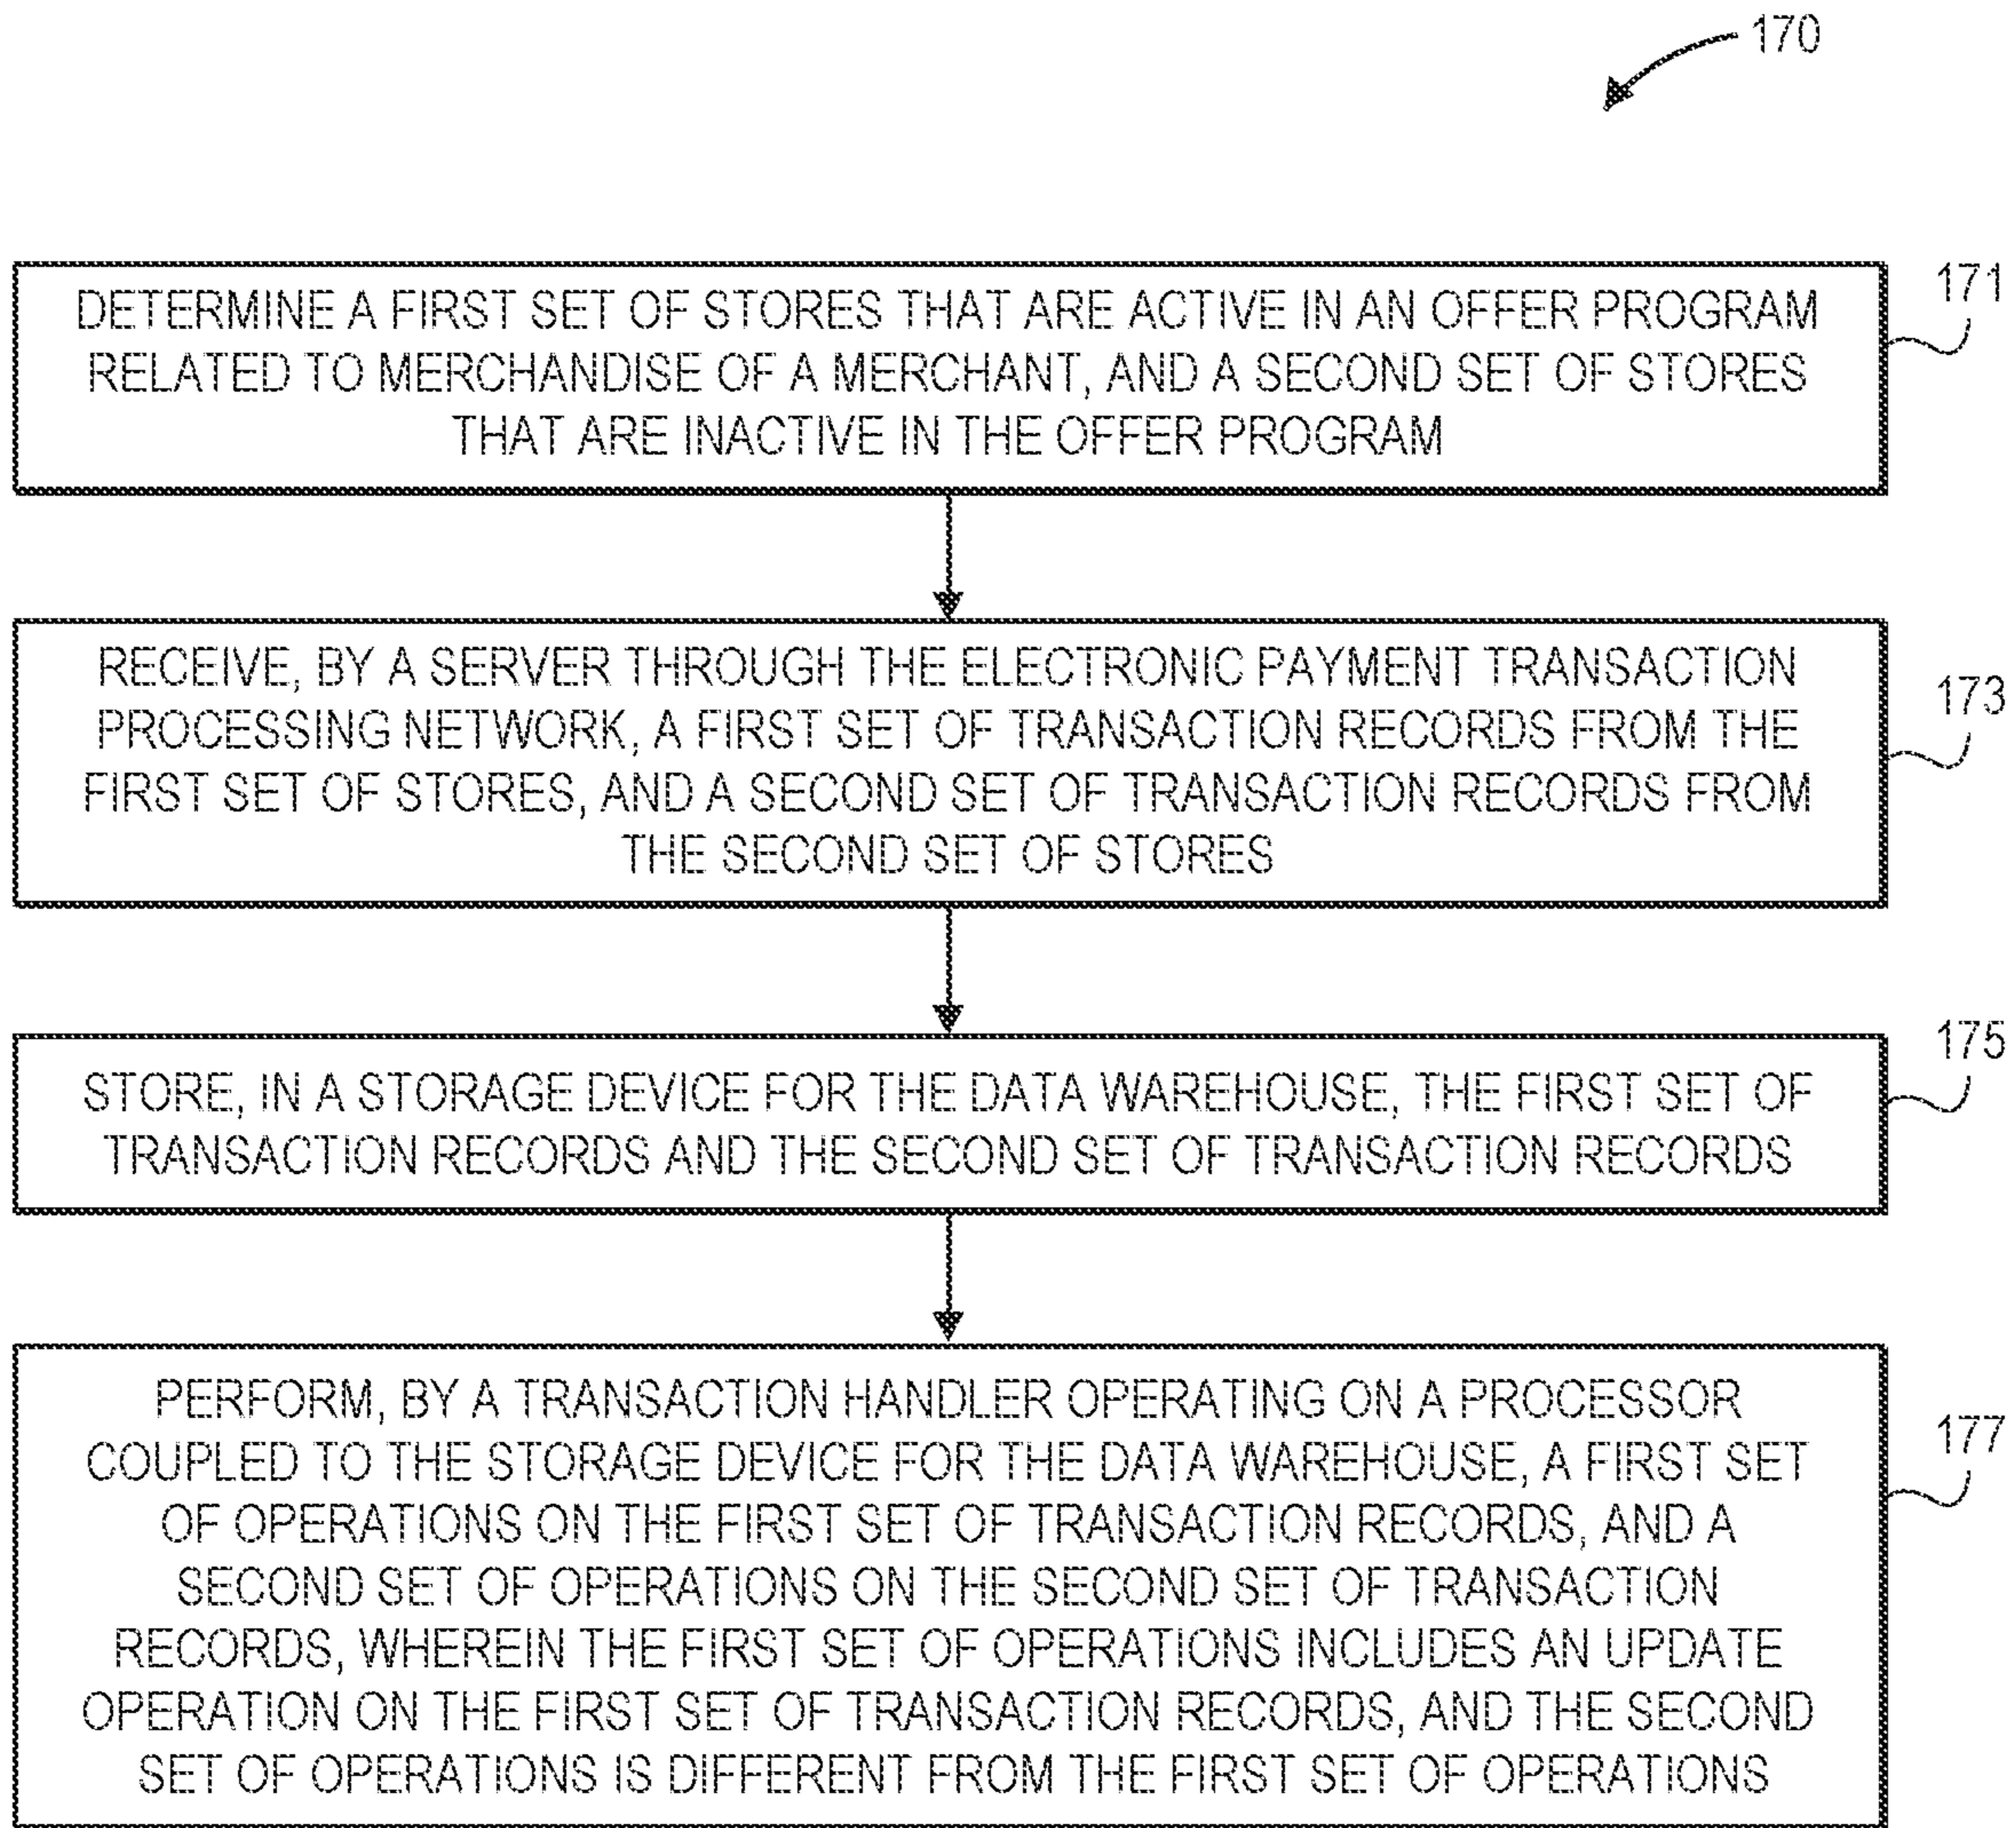 170
DETERMINE A FIRST SET OF STORES THAT ARE ACTIVE IN AN OFFER PROGRAM
RELATED TO MERCHANDISE OF A MERCHANT, AND A SECOND SET OF STORES
THAT ARE INACTIVE IN THE OFFER PROGRAM
171
RECEIVE, BY A SERVER THROUGH THE ELECTRONIC PAYMENT TRANSACTION
PROCESSING NETWORK, A FIRST SET OF TRANSACTION RECORDS FROM THE
FIRST SET OF STORES, AND A SECOND SET OF TRANSACTION RECORDS FROM
THE SECOND SET OF STORES
173
STORE, IN A STORAGE DEVICE FOR THE DATA WAREHOUSE, THE FIRST SET OF
TRANSACTION RECORDS AND THE SECOND SET OF TRANSACTION RECORDS
175
PERFORM, BY A TRANSACTION HANDLER OPERATING ON A PROCESSOR
COUPLED TO THE STORAGE DEVICE FOR THE DATA WAREHOUSE, A FIRST SET
OF OPERATIONS ON THE FIRST SET OF TRANSACTION RECORDS, AND A
SECOND SET OF OPERATIONS ON THE SECOND SET OF TRANSACTION
RECORDS, WHEREIN THE FIRST SET OF OPERATIONS INCLUDES AN UPDATE
OPERATION ON THE FIRST SET OF TRANSACTION RECORDS, AND THE SECOND
SET OF OPERATIONS IS DIFFERENT FROM THE FIRST SET OF OPERATIONS
177